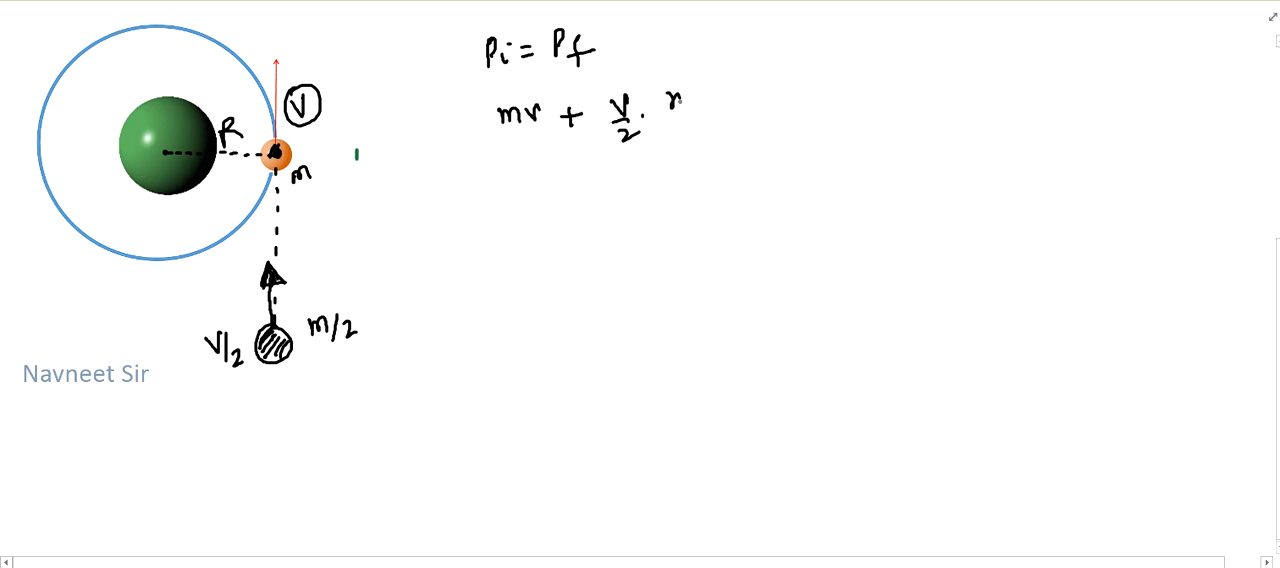 Pi = Pf
V
mv + V/2 .
R
m
m/2
V/2
Navneet Sir